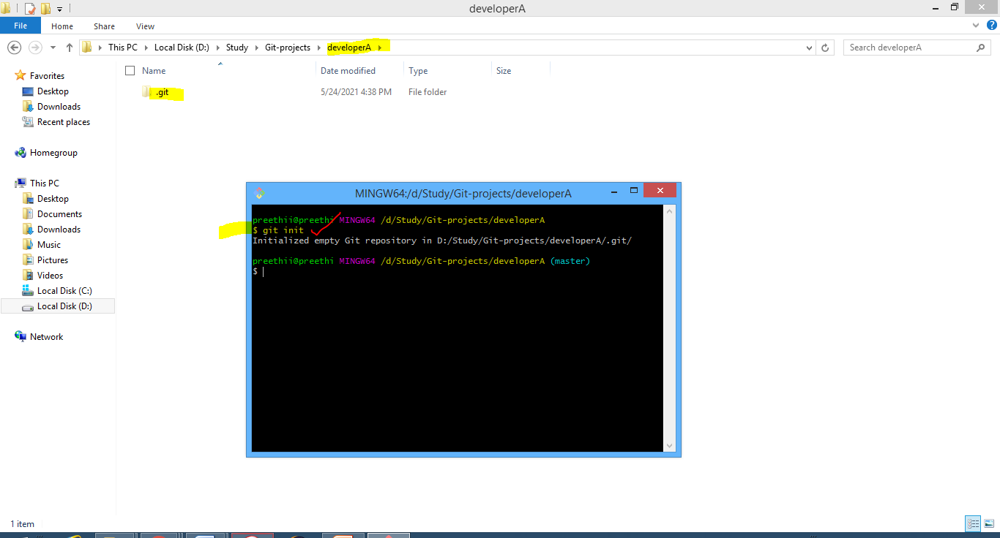 developerA
File Home Share View
This PC Local Disk (D:) Study Git-projects developerA Search developerA
Name Date modified Type Size
.git 5/24/2021 4:38 PM File folder
Favorites
Desktop
Downloads
Recent places
Homegroup
This PC
Desktop
Documents
Downloads
Music
Pictures
Videos
Local Disk (C:)
Local Disk (D:)
Network
MINGW64:/d/Study/Git-projects/developerA
preethii@preethi MINGW64 /d/Study/Git-projects/developerA
$ git init
Initialized empty Git repository in D:/Study/Git-projects/developerA/.git/
preethii@preethi MINGW64 /d/Study/Git-projects/developerA (master)
$
1 item